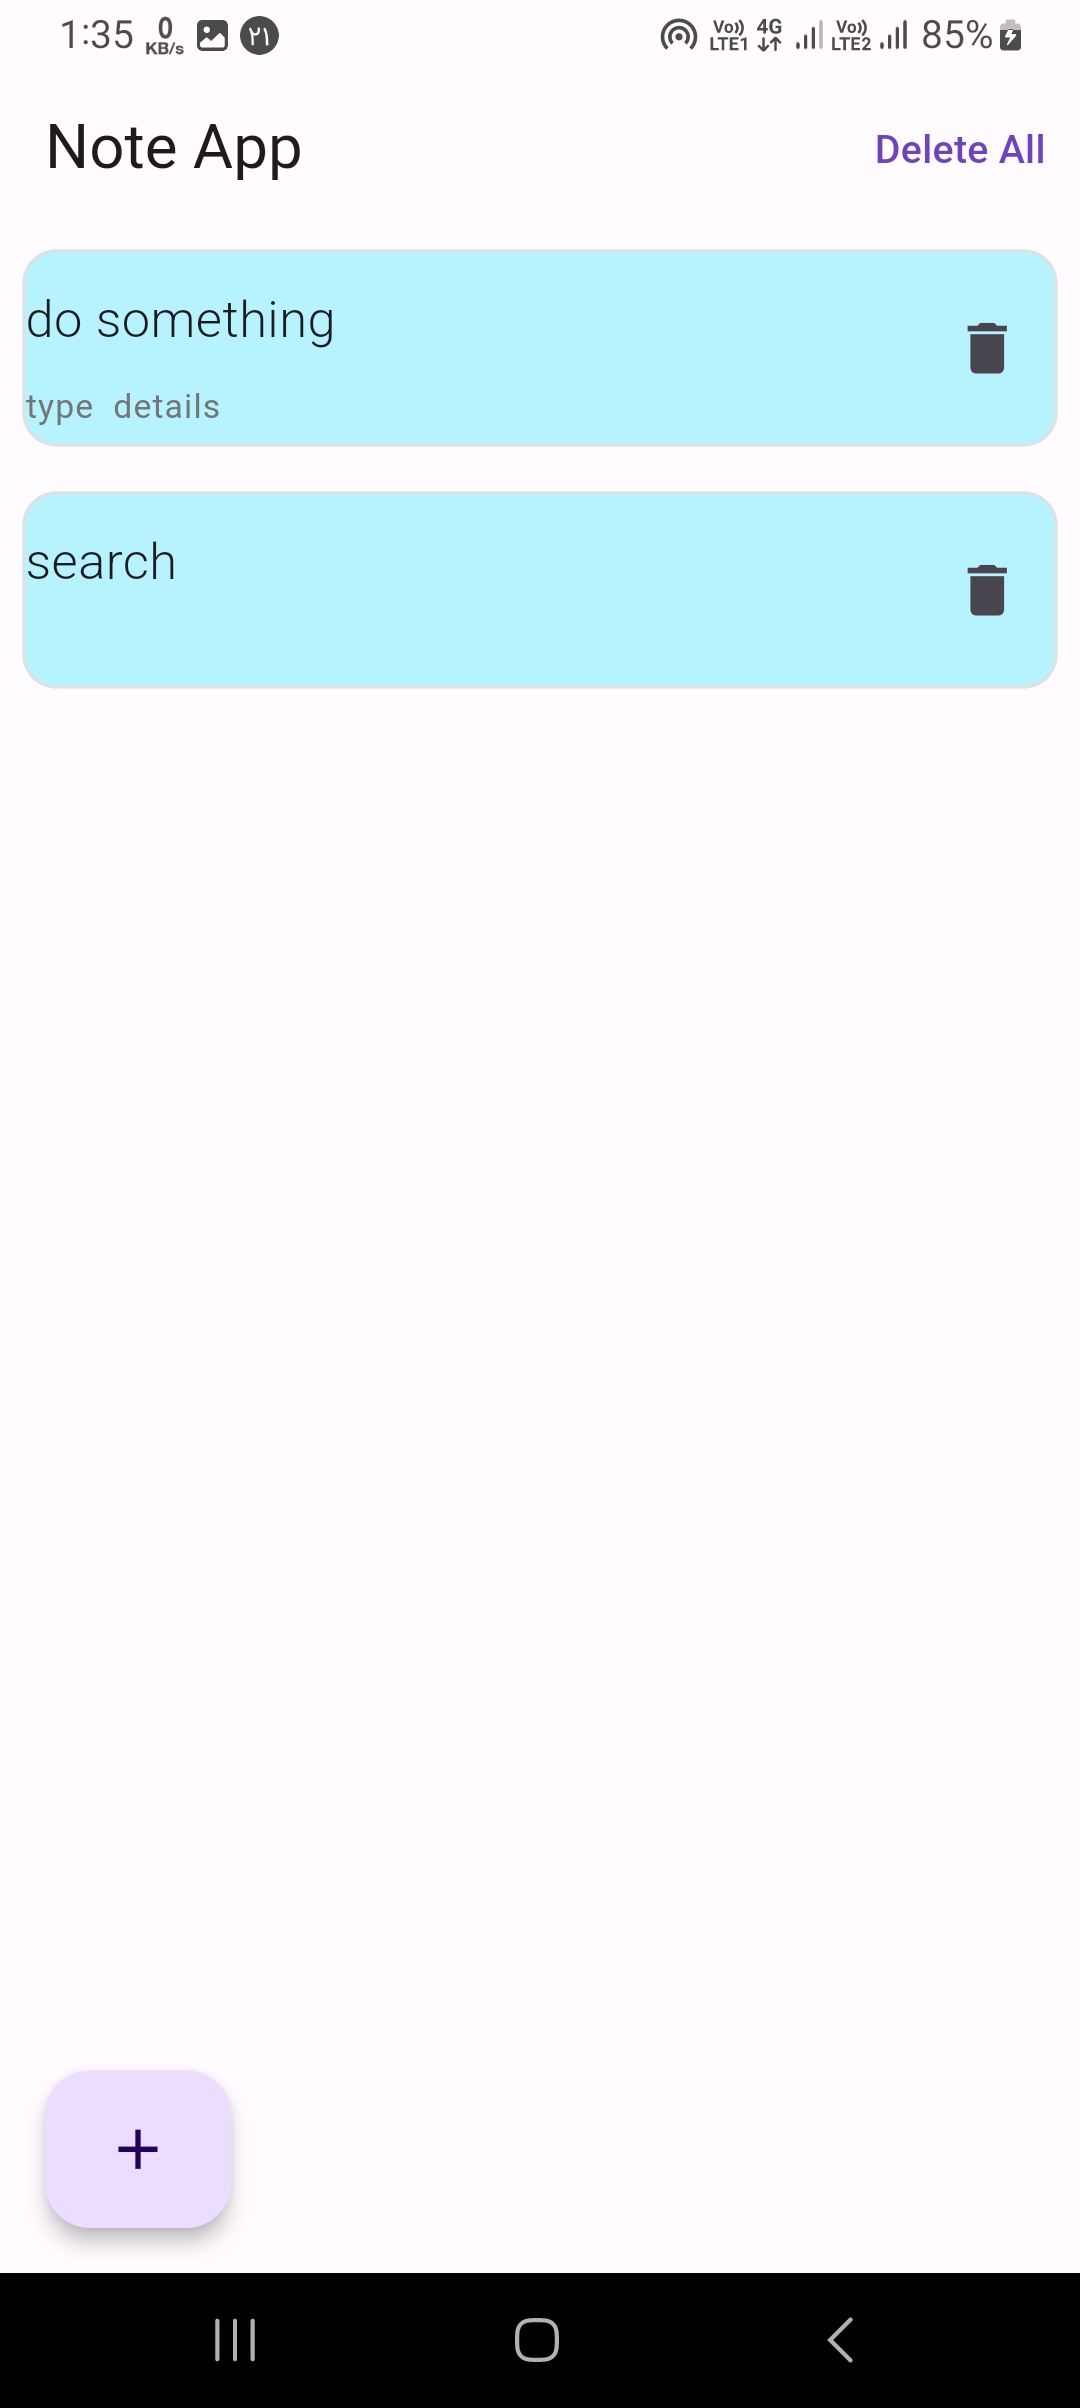 1:35 0 KB/s ۲۱ Vo)) LTE1 4G Vo)) LTE2 85%
Note App Delete All
do something
type details
search